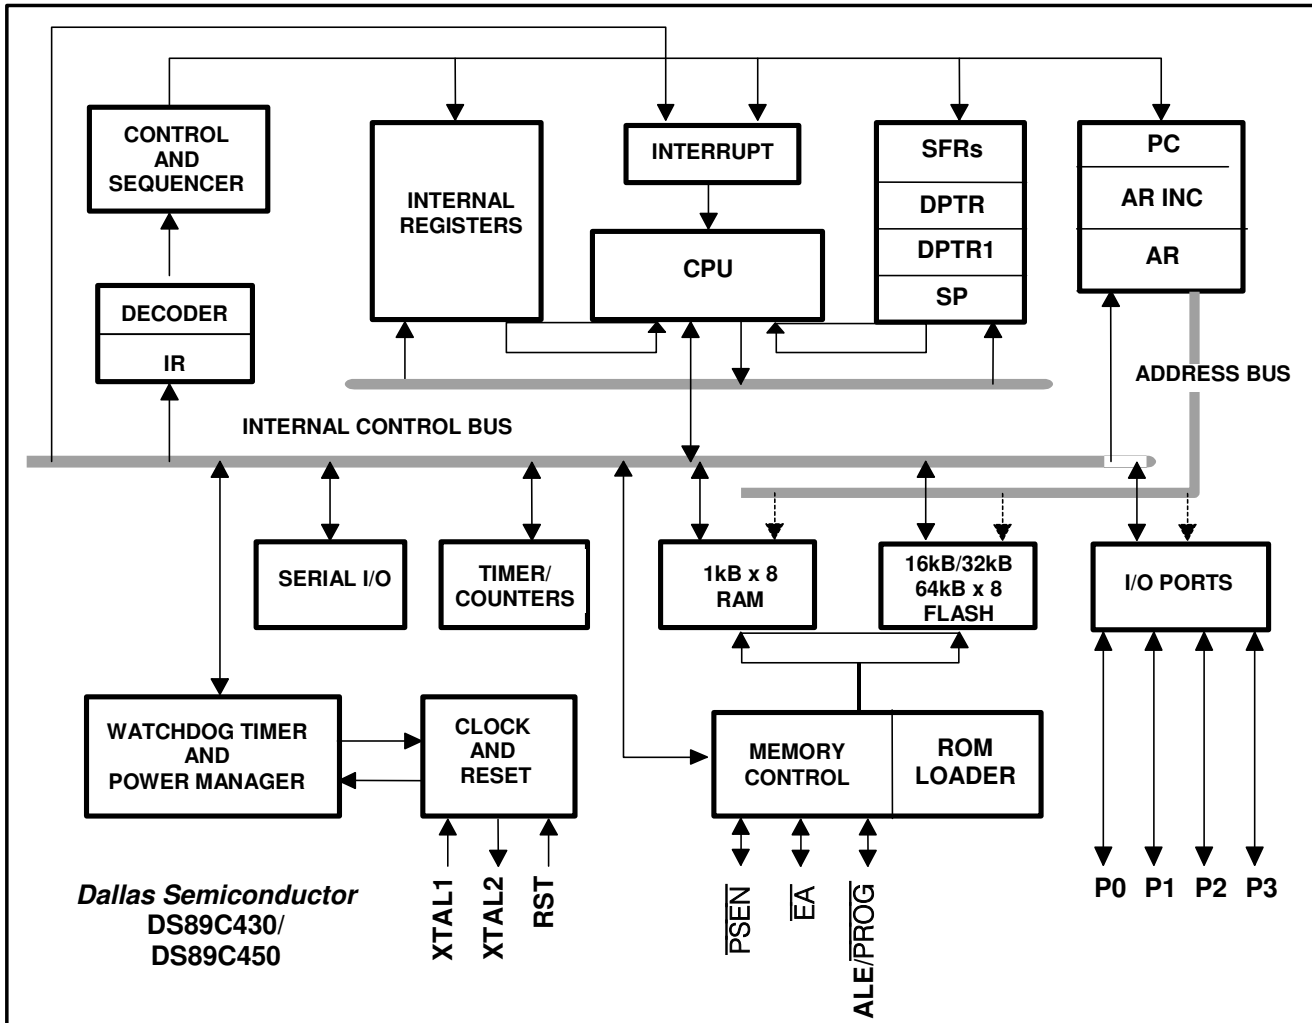 CONTROL
AND
SEQUENCER
INTERNAL
REGISTERS
INTERRUPT
CPU
SFRs
DPTR
DPTR1
SP
PC
AR INC
AR
DECODER
IR
ADDRESS BUS
INTERNAL CONTROL BUS
SERIAL I/O
TIMER/
COUNTERS
1kB x 8
RAM
16kB/32kB
64kB x 8
FLASH
I/O PORTS
WATCHDOG TIMER
AND
POWER MANAGER
CLOCK
AND
RESET
MEMORY
CONTROL
ROM
LOADER
XTAL1
XTAL2
RST
PSEN
EA
ALE/PROG
P0
P1
P2
P3
Dallas Semiconductor
DS89C430/
DS89C450